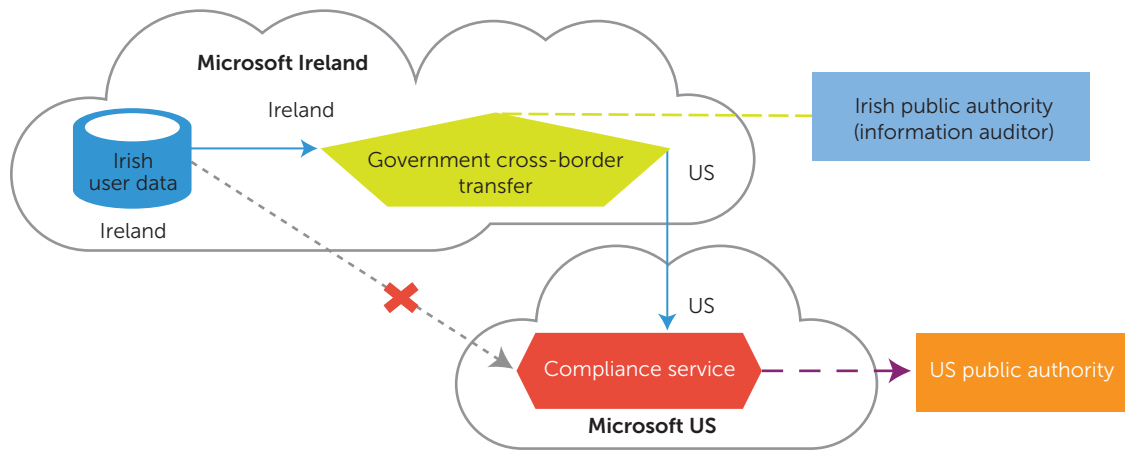 Microsoft Ireland
Ireland
Irish public authority
(information auditor)
Irish
user data
Government cross-border
transfer
US
Ireland
US
Compliance service
US public authority
Microsoft US